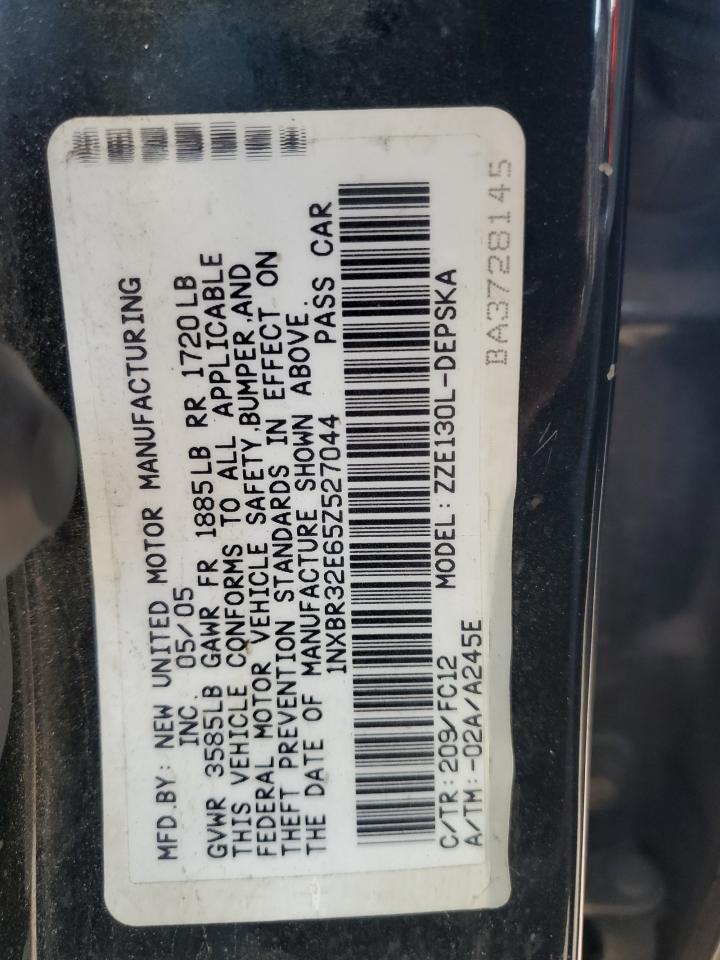 MFD.BY: NEW UNITED MOTOR MANUFACTURING
INC. 05/05
GVWR 3585LB GAWR FR 1885LB RR 1720LB
THIS VEHICLE CONFORMS TO ALL APPLICABLE
FEDERAL MOTOR VEHICLE SAFETY,BUMPER,AND
THEFT PREVENTION STANDARDS IN EFFECT ON
THE DATE OF MANUFACTURE SHOWN ABOVE.
1NXBR32E65Z527044 PASS CAR
C/TR: 209/FC12 MODEL: ZZE130L-DEPSKA
A/TM:-02A/A245E
BA3728145